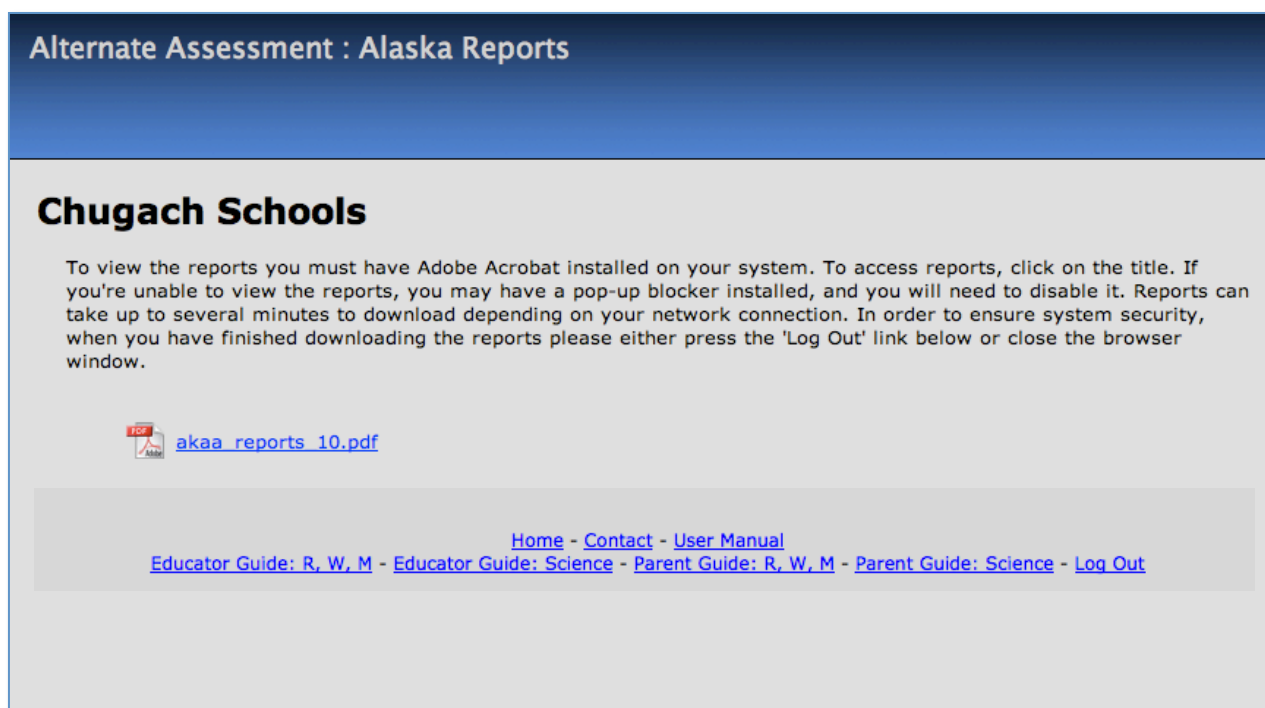 Alternate Assessment : Alaska Reports
Chugach Schools
To view the reports you must have Adobe Acrobat installed on your system. To access reports, click on the title. If
you're unable to view the reports, you may have a pop-up blocker installed, and you will need to disable it. Reports can
take up to several minutes to download depending on your network connection. In order to ensure system security,
when you have finished downloading the reports please either press the 'Log Out' link below or close the browser
window.
PDF
Adobe
akaa_reports_10.pdf
Home - Contact - User Manual
Educator Guide: R, W, M - Educator Guide: Science - Parent Guide: R, W, M - Parent Guide: Science - Log Out